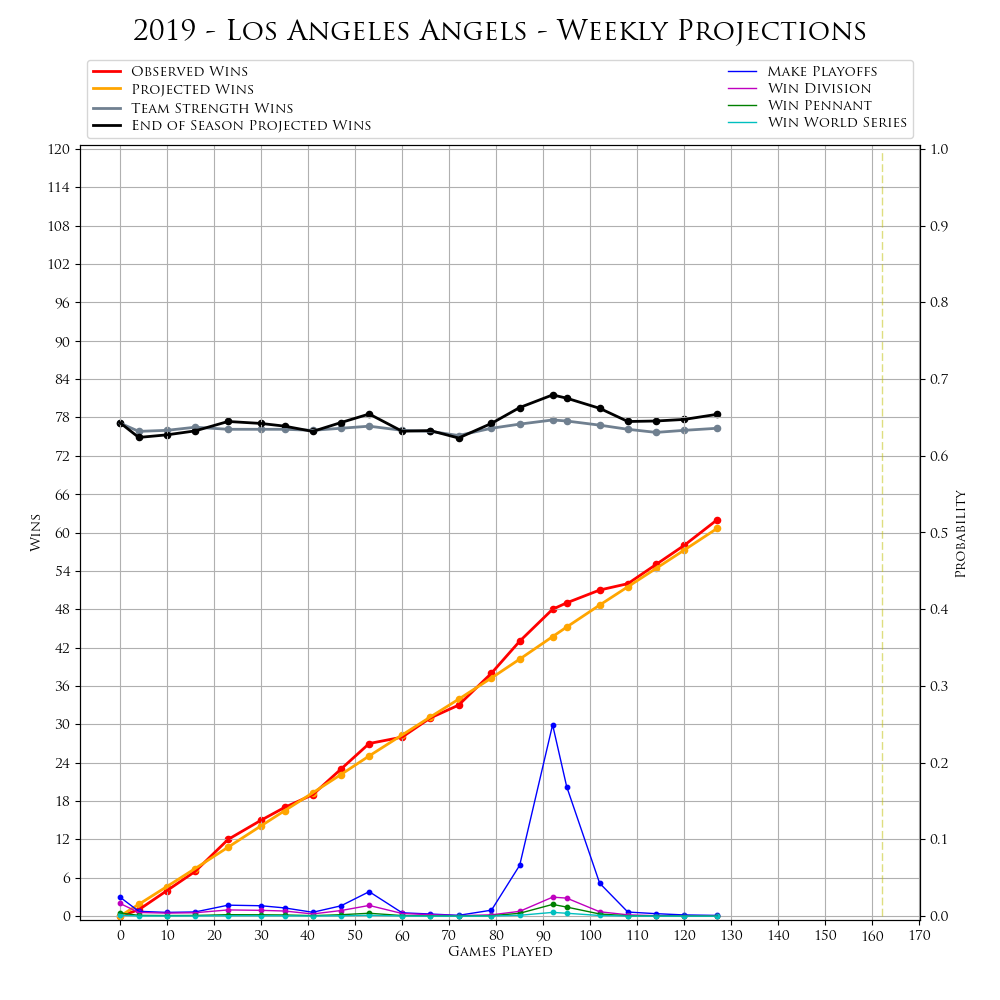 2019 - Los Angeles Angels - Weekly Projections
Observed Wins
Projected Wins
Team Strength Wins
End of Season Projected Wins
Make Playoffs
Win Division
Win Pennant
Win World Series
120
114
108
102
96
90
84
78
72
66
60
54
48
42
36
30
24
18
12
6
0
Wins
1.0
0.9
0.8
0.7
0.6
0.5
0.4
0.3
0.2
0.1
0.0
Probability
0 10 20 30 40 50 60 70 80 90 100 110 120 130 140 150 160 170
Games Played